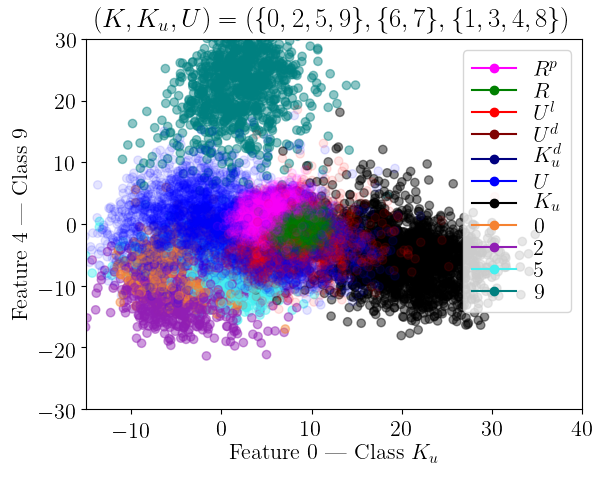 (K, K_u, U) = ({0, 2, 5, 9}, {6, 7}, {1, 3, 4, 8})
30
20
10
0
−10
−20
−30
Feature 4 — Class 9
R^p
R
U^l
U^d
K_u^d
U
K_u
0
2
5
9
−10
0
10
20
30
40
Feature 0 — Class K_u